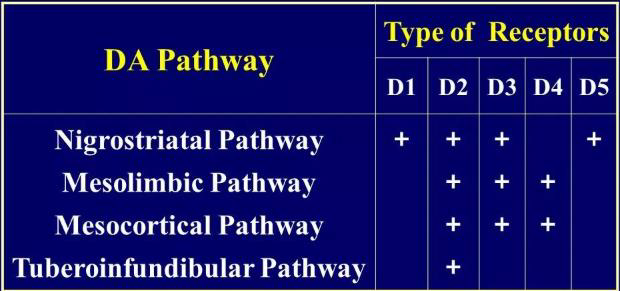 DA Pathway
Type of Receptors
D1 D2 D3 D4 D5
Nigrostriatal Pathway + + + +
Mesolimbic Pathway + + +
Mesocortical Pathway + + +
Tuberoinfundibular Pathway +